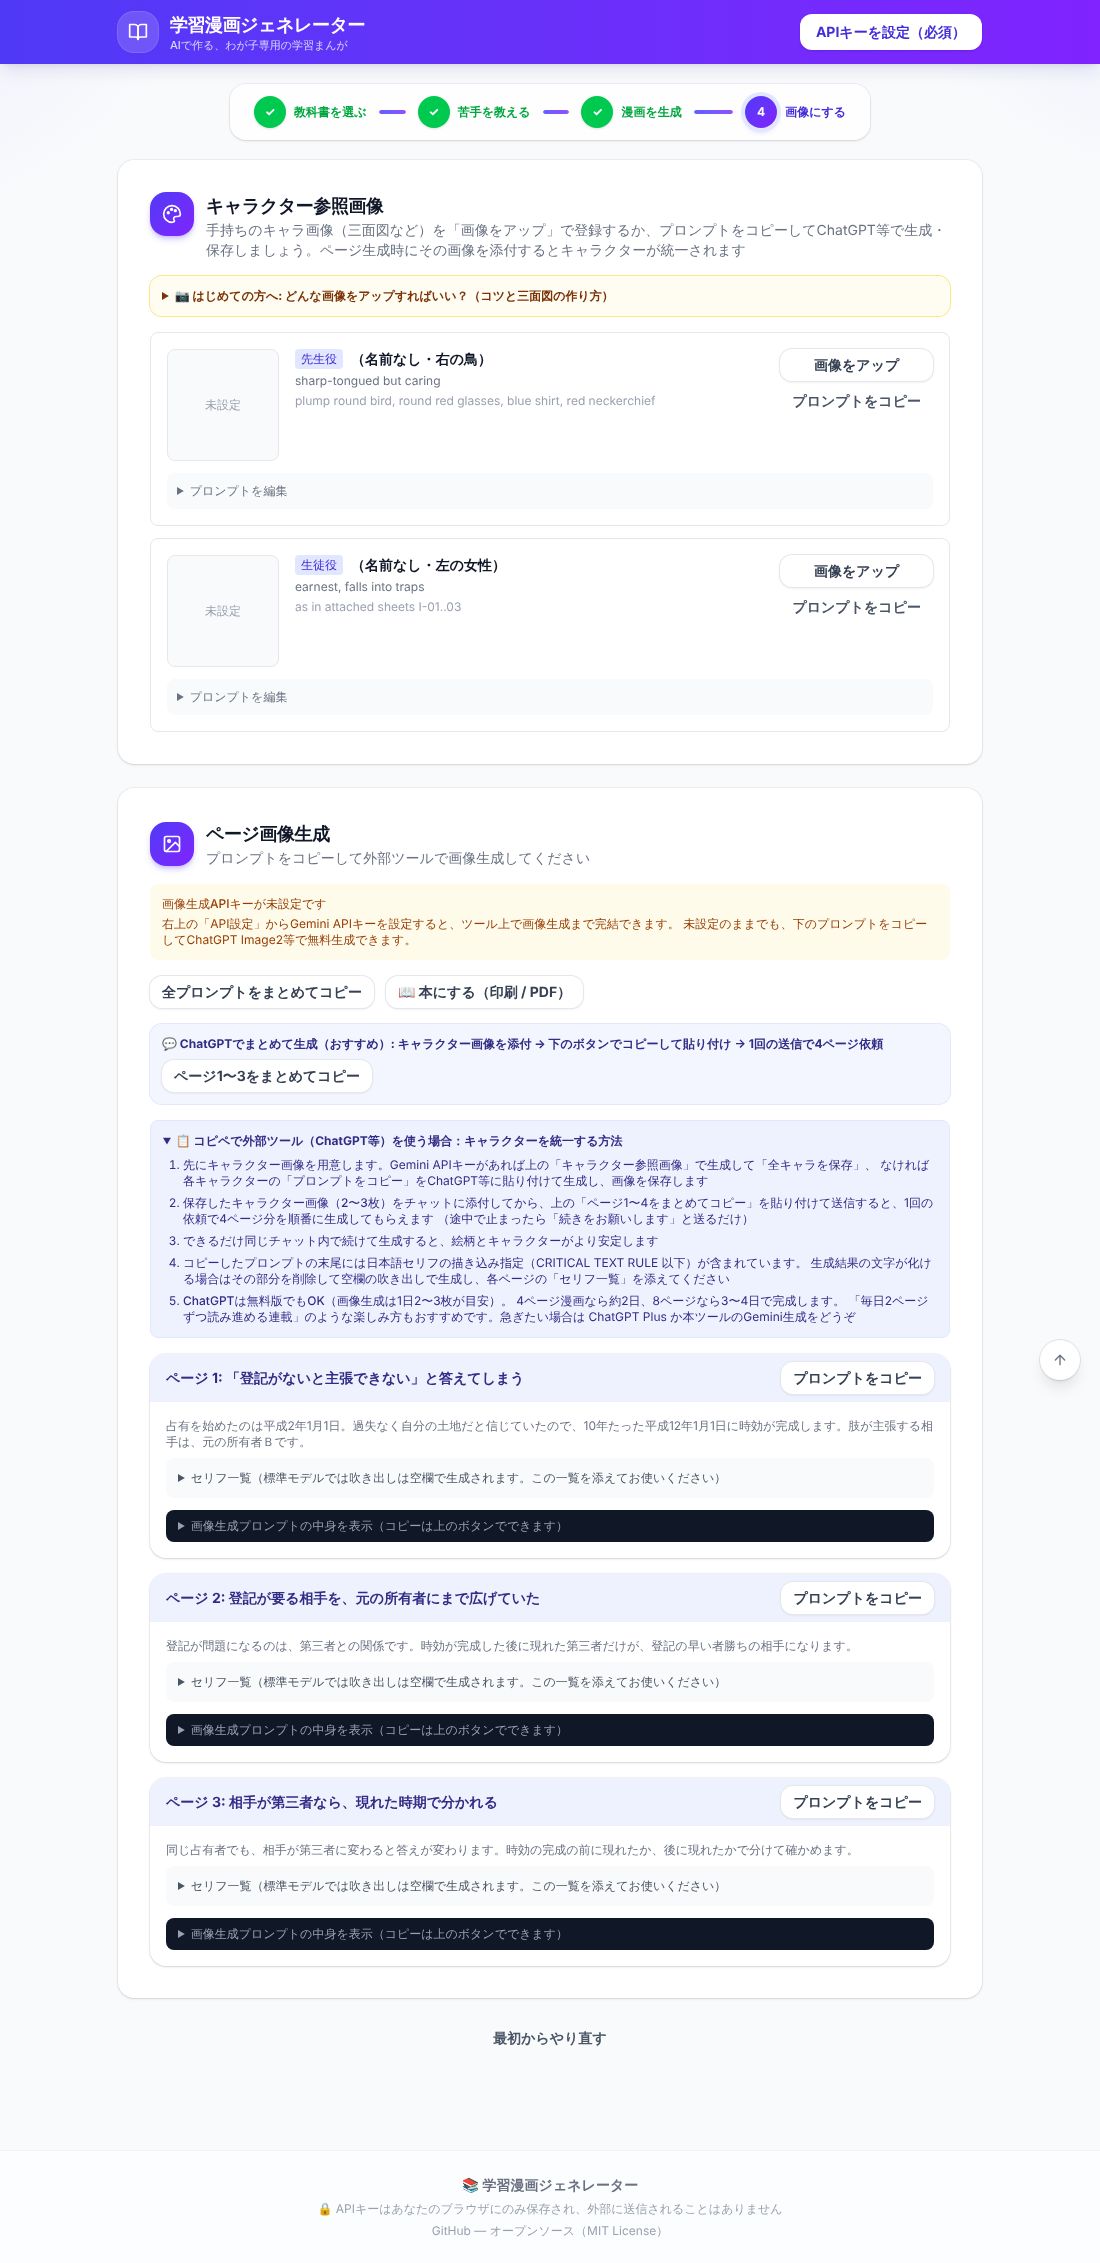 学習漫画ジェネレーター
AIで作る、わが子専用の学習まんが
APIキーを設定（必須）
教科書を選ぶ
苦手を教える
漫画を生成
4
画像にする
キャラクター参照画像
手持ちのキャラ画像（三面図など）を「画像をアップ」で登録するか、プロンプトをコピーしてChatGPT等で生成・
保存しましょう。ページ生成時にその画像を添付するとキャラクターが統一されます
▶ 📷 はじめての方へ: どんな画像をアップすればいい？（コツと三面図の作り方）
未設定
先生役 （名前なし・右の鳥）
sharp-tongued but caring
plump round bird, round red glasses, blue shirt, red neckerchief
画像をアップ
プロンプトをコピー
▶ プロンプトを編集
未設定
生徒役 （名前なし・左の女性）
earnest, falls into traps
as in attached sheets I-01..03
画像をアップ
プロンプトをコピー
▶ プロンプトを編集
ページ画像生成
プロンプトをコピーして外部ツールで画像生成してください
画像生成APIキーが未設定です
右上の「API設定」からGemini APIキーを設定すると、ツール上で画像生成まで完結できます。 未設定のままでも、下のプロンプトをコピー
してChatGPT Image2等で無料生成できます。
全プロンプトをまとめてコピー
📖 本にする（印刷 / PDF）
💬 ChatGPTでまとめて生成（おすすめ）: キャラクター画像を添付 → 下のボタンでコピーして貼り付け → 1回の送信で4ページ依頼
ページ1〜3をまとめてコピー
▼ 📋 コピペで外部ツール（ChatGPT等）を使う場合：キャラクターを統一する方法
1. 先にキャラクター画像を用意します。Gemini APIキーがあれば上の「キャラクター参照画像」で生成して「全キャラを保存」、 なければ
各キャラクターの「プロンプトをコピー」をChatGPT等に貼り付けて生成し、画像を保存します
2. 保存したキャラクター画像（2〜3枚）をチャットに添付してから、上の「ページ1〜4をまとめてコピー」を貼り付けて送信すると、1回の
依頼で4ページ分を順番に生成してもらえます （途中で止まったら「続きをお願いします」と送るだけ）
3. できるだけ同じチャット内で続けて生成すると、絵柄とキャラクターがより安定します
4. コピーしたプロンプトの末尾には日本語セリフの描き込み指定（CRITICAL TEXT RULE 以下）が含まれています。 生成結果の文字が化け
る場合はその部分を削除して空欄の吹き出しで生成し、各ページの「セリフ一覧」を添えてください
5. ChatGPTは無料版でもOK（画像生成は1日2〜3枚が目安）。 4ページ漫画なら約2日、8ページなら3〜4日で完成します。 「毎日2ページ
ずつ読み進める連載」のような楽しみ方もおすすめです。急ぎたい場合は ChatGPT Plus か本ツールのGemini生成をどうぞ
ページ 1: 「登記がないと主張できない」と答えてしまう
プロンプトをコピー
占有を始めたのは平成2年1月1日。過失なく自分の土地だと信じていたので、10年たった平成12年1月1日に時効が完成します。肢が主張する相
手は、元の所有者Ｂです。
▶ セリフ一覧（標準モデルでは吹き出しは空欄で生成されます。この一覧を添えてお使いください）
▶ 画像生成プロンプトの中身を表示（コピーは上のボタンでできます）
ページ 2: 登記が要る相手を、元の所有者にまで広げていた
プロンプトをコピー
登記が問題になるのは、第三者との関係です。時効が完成した後に現れた第三者だけが、登記の早い者勝ちの相手になります。
▶ セリフ一覧（標準モデルでは吹き出しは空欄で生成されます。この一覧を添えてお使いください）
▶ 画像生成プロンプトの中身を表示（コピーは上のボタンでできます）
ページ 3: 相手が第三者なら、現れた時期で分かれる
プロンプトをコピー
同じ占有者でも、相手が第三者に変わると答えが変わります。時効の完成の前に現れたか、後に現れたかで分けて確かめます。
▶ セリフ一覧（標準モデルでは吹き出しは空欄で生成されます。この一覧を添えてお使いください）
▶ 画像生成プロンプトの中身を表示（コピーは上のボタンでできます）
最初からやり直す
📚 学習漫画ジェネレーター
🔒 APIキーはあなたのブラウザにのみ保存され、外部に送信されることはありません
GitHub — オープンソース（MIT License）